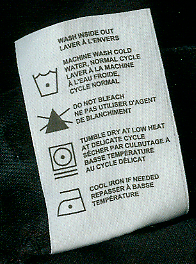 WASH INSIDE OUT
LAVER À L'ENVERS
MACHINE WASH COLD
WATER, NORMAL CYCLE
LAVER À LA MACHINE
À L'EAU FROIDE,
CYCLE NORMAL
DO NOT BLEACH
NE PAS UTILISER D'AGENT
DE BLANCHIMENT
TUMBLE DRY AT LOW HEAT
AT DELICATE CYCLE
SÉCHER PAR CULBUTAGE À
BASSE TEMPÉRATURE
AU CYCLE DÉLICAT
COOL IRON IF NEEDED
REPASSER À BASSE
TEMPÉRATURE